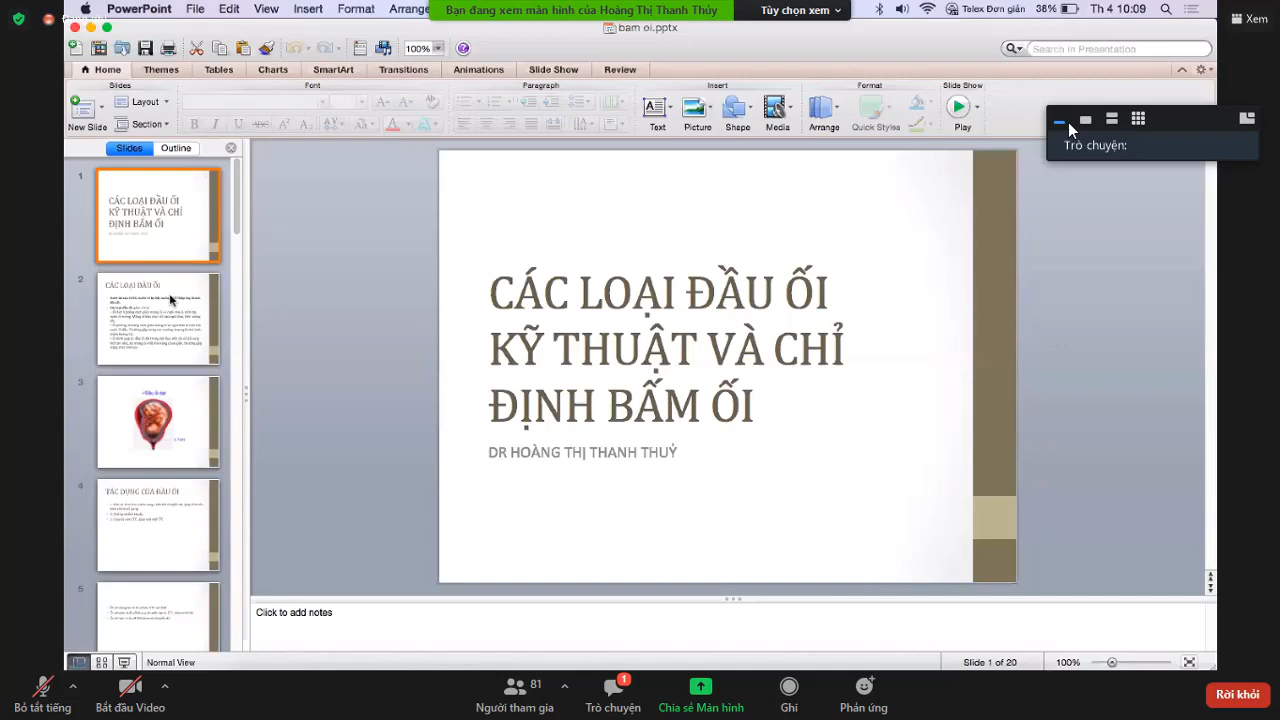 PowerPoint File Edit View Insert Format Arrange
Bạn đang xem màn hình của Hoàng Thị Thanh Thủy
Tùy chọn xem
Telex Đơn giản 38% Th 4 10:09
Xem
bam oi.pptx
100%
Search in Presentation
Home Themes Tables Charts SmartArt Transitions Animations Slide Show Review
Slides Font Paragraph Insert Format Slide Show
New Slide Layout Section
Text Picture Shape Media Arrange Quick Styles Play
Trò chuyện:
Slides Outline
1
CÁC LOẠI ĐẦU ỐI
KỸ THUẬT VÀ CHỈ
ĐỊNH BẤM ỐI
2
CÁC LOẠI ĐẦU ỐI
3
4
TÁC DỤNG CỦA ĐẦU ỐI
5
CÁC LOẠI ĐẦU ỐI
KỸ THUẬT VÀ CHỈ
ĐỊNH BẤM ỐI
DR HOÀNG THỊ THANH THUỶ
Click to add notes
Normal View
Slide 1 of 20
100%
Bỏ tắt tiếng
Bắt đầu Video
81
Người tham gia
1
Trò chuyện
Chia sẻ Màn hình
Ghi
Phản ứng
Rời khỏi